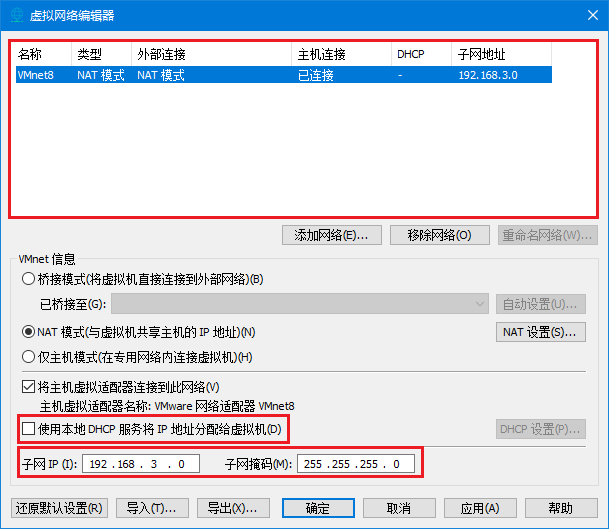 虚拟网络编辑器
名称 类型 外部连接 主机连接 DHCP 子网地址
VMnet8 NAT 模式 NAT 模式 已连接 - 192.168.3.0
添加网络(E)... 移除网络(O) 重命名网络(W)...
VMnet 信息
桥接模式(将虚拟机直接连接到外部网络)(B)
已桥接至(G): 自动设置(U)...
NAT 模式(与虚拟机共享主机的 IP 地址)(N) NAT 设置(S)...
仅主机模式(在专用网络内连接虚拟机)(H)
将主机虚拟适配器连接到此网络(V)
主机虚拟适配器名称: VMware 网络适配器 VMnet8
使用本地 DHCP 服务将 IP 地址分配给虚拟机(D) DHCP 设置(P)...
子网 IP (I): 192 . 168 . 3 . 0 子网掩码(M): 255 . 255 . 255 . 0
还原默认设置(R) 导入(T)... 导出(X)... 确定 取消 应用(A) 帮助